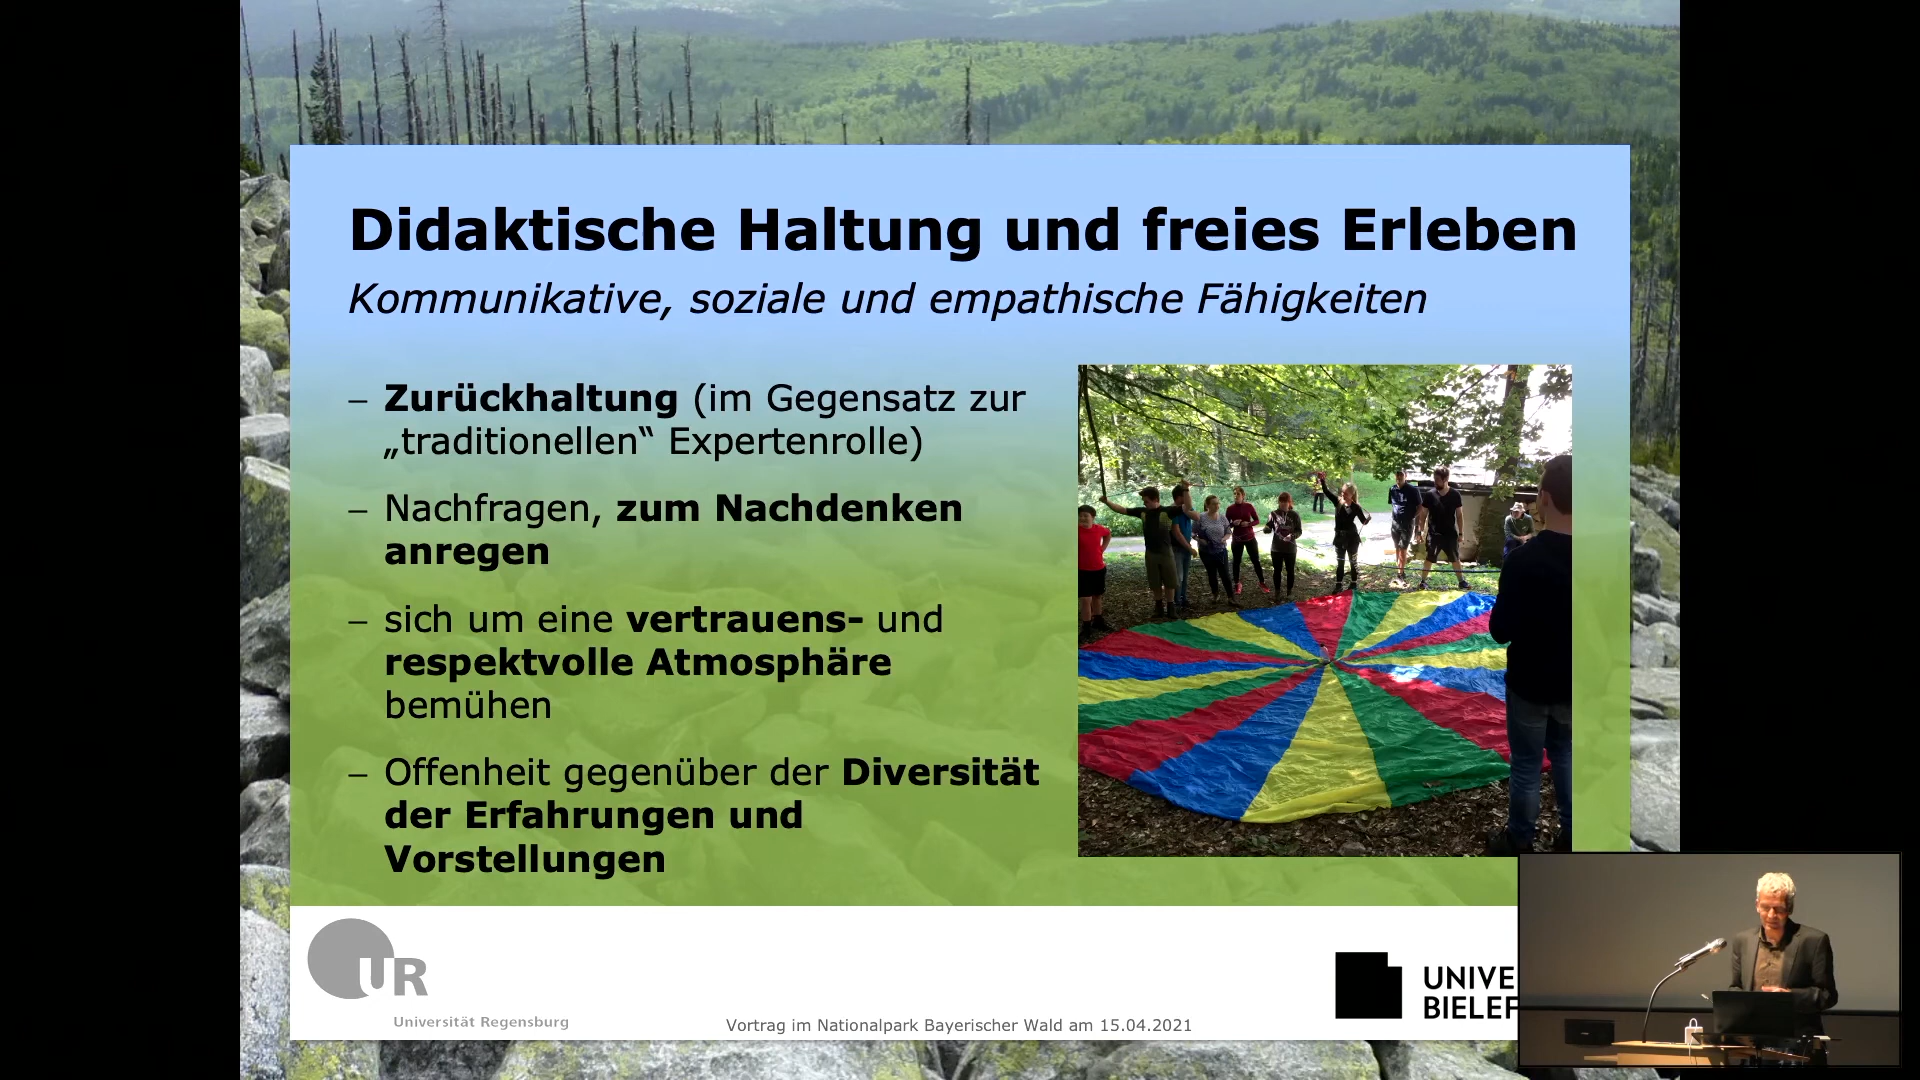 Didaktische Haltung und freies Erleben
Kommunikative, soziale und empathische Fähigkeiten
– Zurückhaltung (im Gegensatz zur
„traditionellen“ Expertenrolle)
– Nachfragen, zum Nachdenken
anregen
– sich um eine vertrauens- und
respektvolle Atmosphäre
bemühen
– Offenheit gegenüber der Diversität
der Erfahrungen und
Vorstellungen
UR
Universität Regensburg
Vortrag im Nationalpark Bayerischer Wald am 15.04.2021
UNIVE
BIELEF